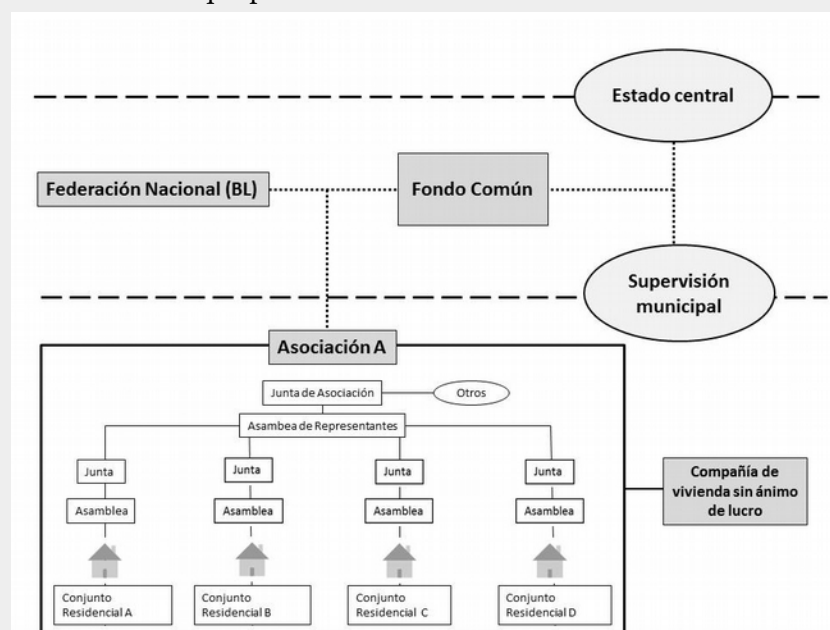 Estado central
Federación Nacional (BL)
Fondo Común
Supervisión
municipal
Asociación A
Junta de Asociación
Otros
Asambea de Representantes
Junta
Junta
Junta
Junta
Compañía de
vivienda sin ánimo
de lucro
Asamblea
Asamblea
Asamblea
Asamblea
Conjunto
Residencial A
Conjunto
Residencial B
Conjunto
Residencial C
Conjunto
Residencial D